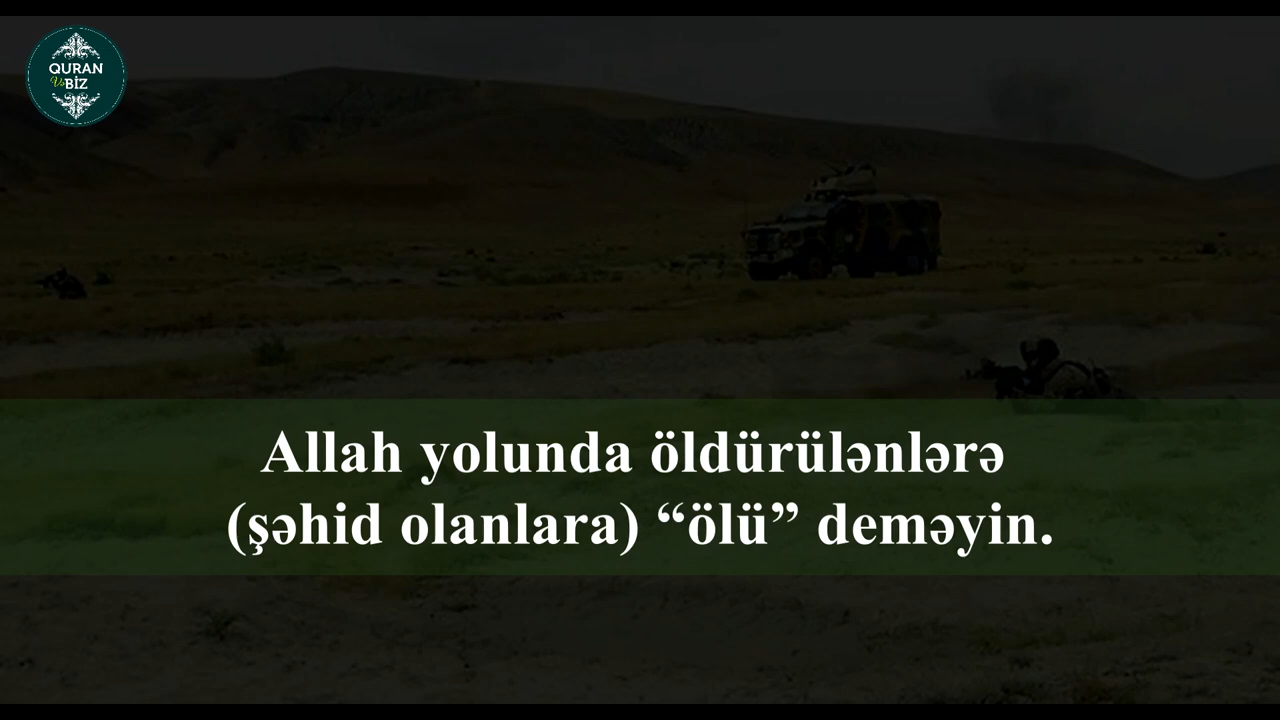 QURAN
Və BİZ
Allah yolunda öldürülənlərə
(şəhid olanlara) “ölü” deməyin.